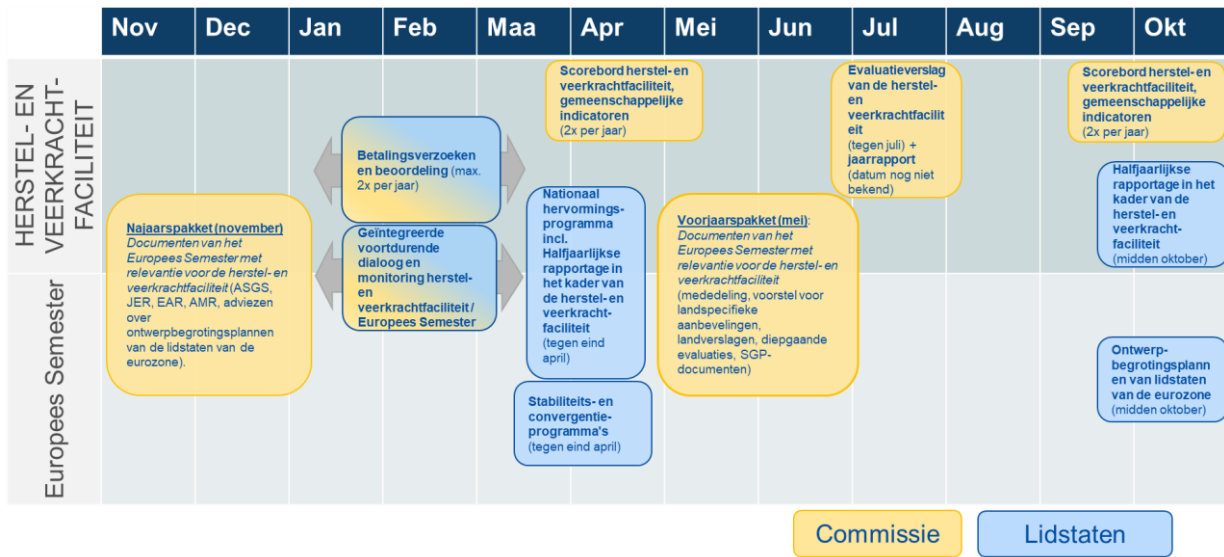 Nov Dec Jan Feb Maa Apr Mei Jun Jul Aug Sep Okt
HERSTEL- EN
VEERKRACHT-
FACILITEIT
Europees Semester
Najaarspakket (november)
Documenten van het
Europees Semester met
relevantie voor de herstel- en
veerkrachtfaciliteit (ASGS,
JER, EAR, AMR, adviezen
over
ontwerpbegrotingsplannen
van de lidstaten van de
eurozone).
Betalingsverzoeken
en beoordeling (max.
2x per jaar)
Geïntegreerde
voortdurende
dialoog en
monitoring herstel-
en
veerkrachtfaciliteit /
Europees Semester
Scorebord herstel- en
veerkrachtfaciliteit,
gemeenschappelijke
indicatoren
(2x per jaar)
Nationaal
hervormings-
programma
incl.
Halfjaarlijkse
rapportage in
het kader van
de herstel- en
veerkracht-
faciliteit
(tegen eind
april)
Stabiliteits- en
convergentie-
programma's
(tegen eind april)
Voorjaarspakket (mei):
Documenten van het
Europees Semester met
relevantie voor de herstel- en
veerkrachtfaciliteit
(mededeling, voorstel voor
landspecifieke
aanbevelingen,
landverslagen, diepgaande
evaluaties, SGP-
documenten)
Evaluatieverslag
van de herstel-
en
veerkrachtfacilit
eit
(tegen juli) +
jaarrapport
(datum nog niet
bekend)
Scorebord herstel- en
veerkrachtfaciliteit,
gemeenschappelijke
indicatoren
(2x per jaar)
Halfjaarlijkse
rapportage in het
kader van de
herstel- en
veerkracht-
faciliteit
(midden oktober)
Ontwerp-
begrotingsplann
en van lidstaten
van de eurozone
(midden oktober)
Commissie
Lidstaten